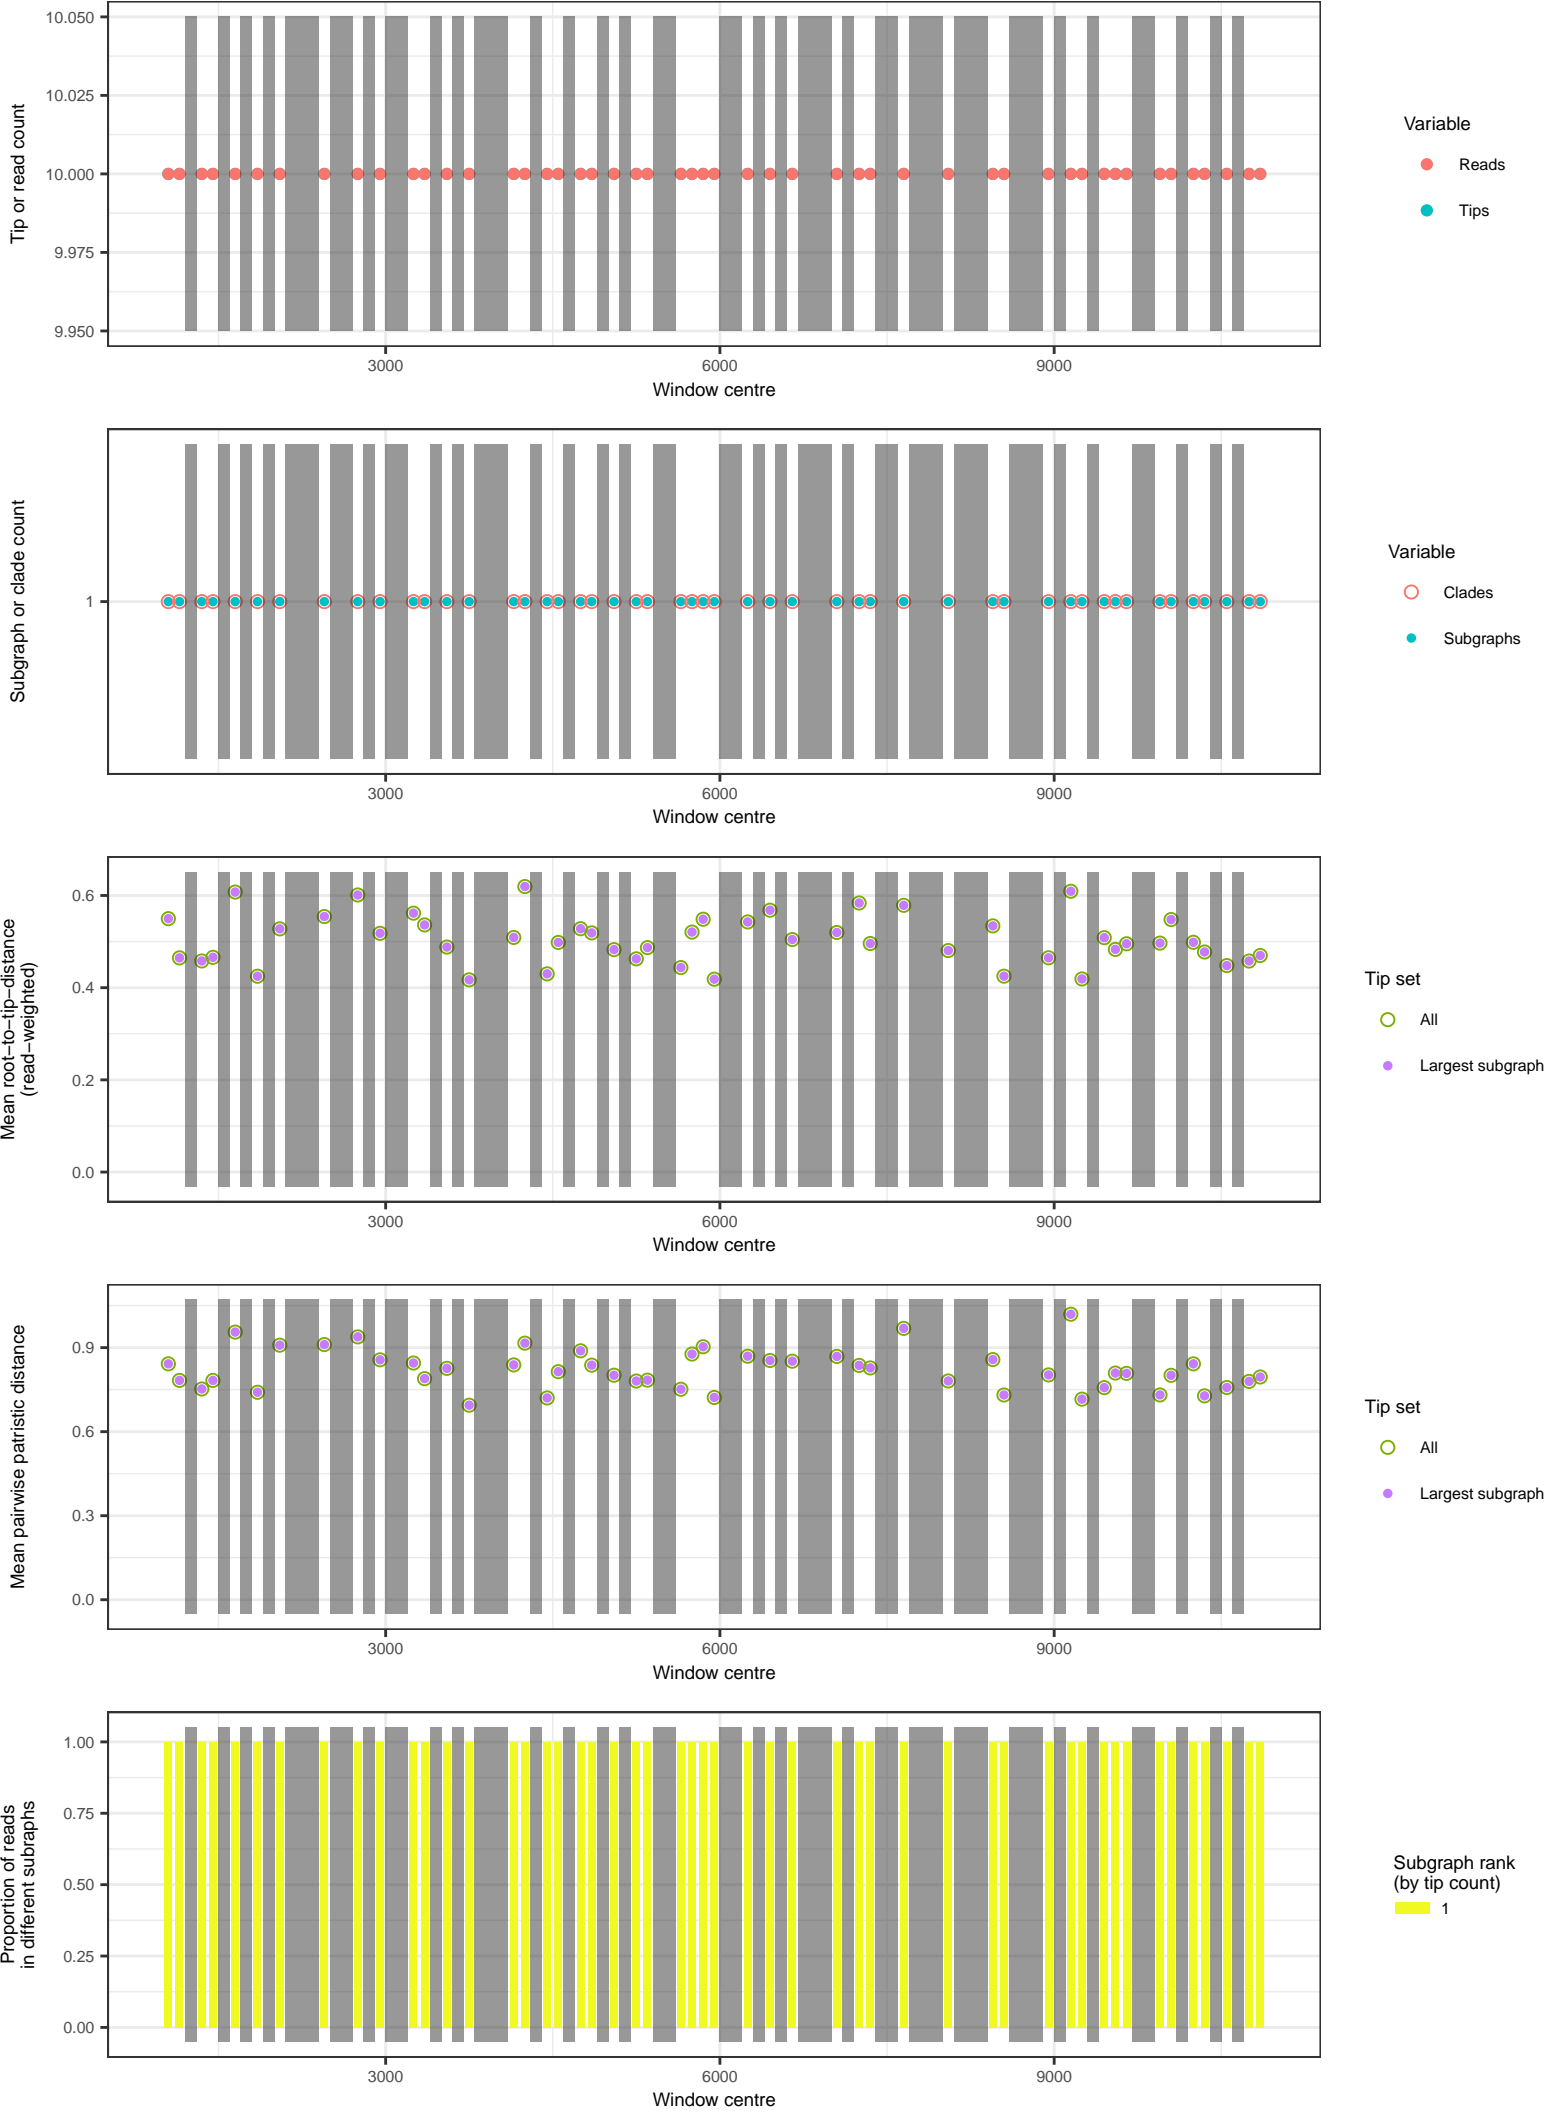 10.050
10.025
10.000
9.975
9.950
Tip or read count
3000
6000
9000
Window centre
Variable
Reads
Tips
1
Subgraph or clade count
3000
6000
9000
Window centre
Variable
Clades
Subgraphs
0.6
0.4
0.2
0.0
Mean root−to−tip−distance
(read−weighted)
3000
6000
9000
Window centre
Tip set
All
Largest subgraph
0.9
0.6
0.3
0.0
Mean pairwise patristic distance
3000
6000
9000
Window centre
Tip set
All
Largest subgraph
1.00
0.75
0.50
0.25
0.00
Proportion of reads
in different subraphs
3000
6000
9000
Window centre
Subgraph rank
(by tip count)
1